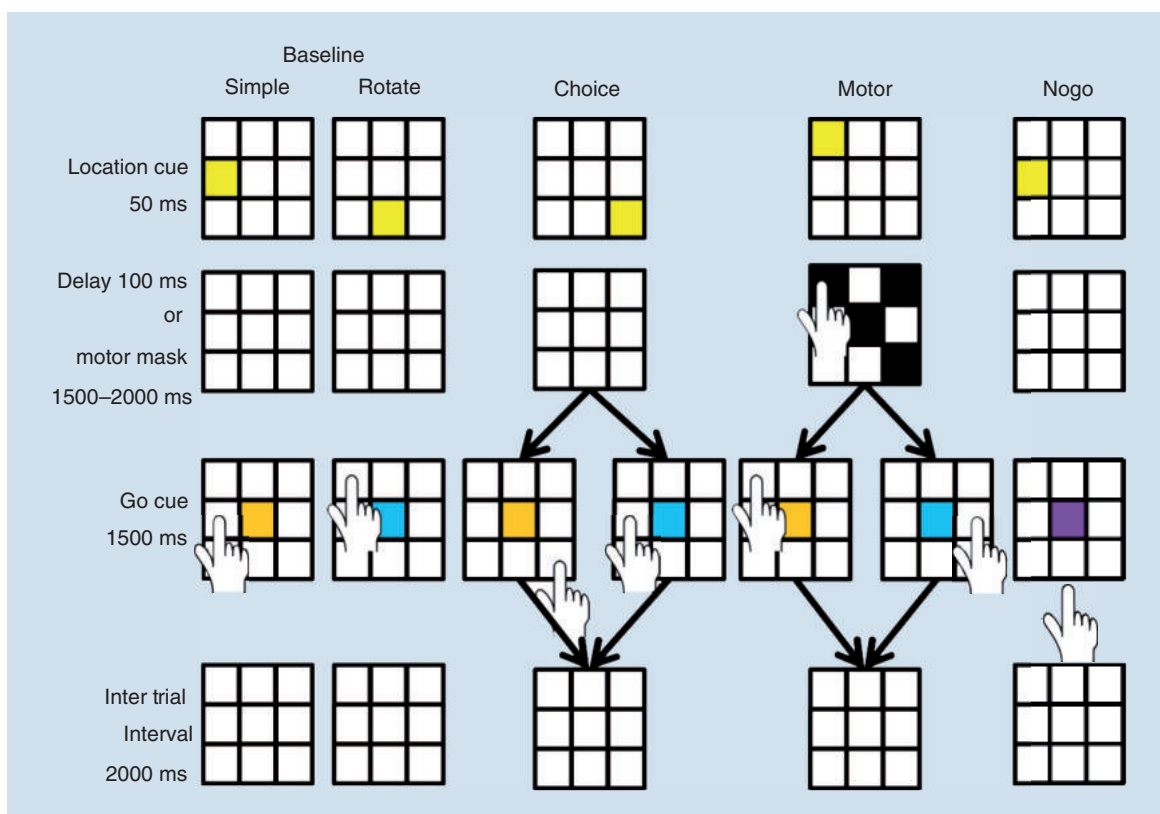 Baseline
Simple Rotate Choice Motor Nogo
Location cue
50 ms
Delay 100 ms
or
motor mask
1500–2000 ms
Go cue
1500 ms
Inter trial
Interval
2000 ms